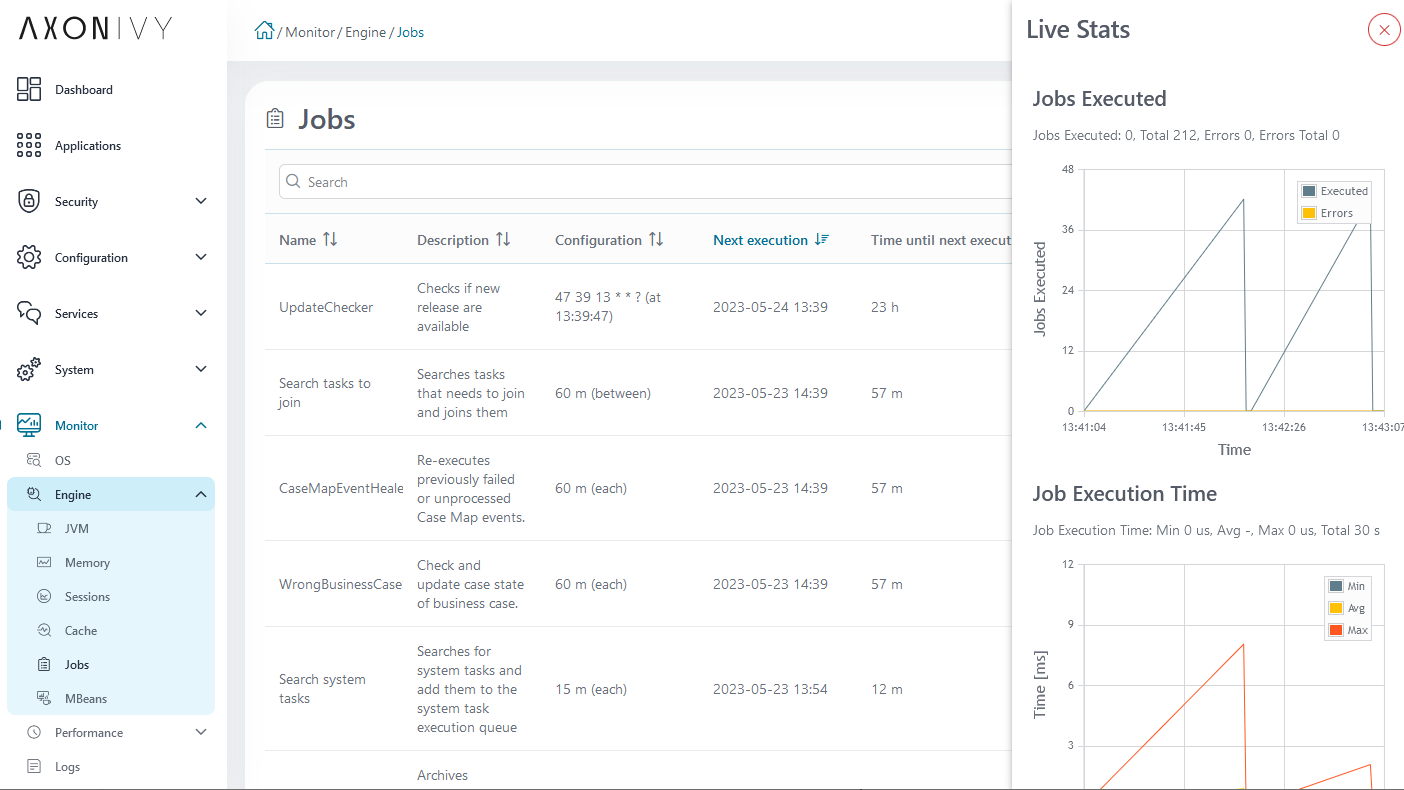 AXONIVY
Dashboard
Applications
Security
Configuration
Services
System
Monitor
OS
Engine
JVM
Memory
Sessions
Cache
Jobs
MBeans
Performance
Logs
/ Monitor / Engine / Jobs
Jobs
Search
Name Description Configuration Next execution Time until next execut
UpdateChecker
Checks if new
release are
available
47 39 13 * * ? (at
13:39:47)
2023-05-24 13:39
23 h
Search tasks to
join
Searches tasks
that needs to join
and joins them
60 m (between)
2023-05-23 14:39
57 m
CaseMapEventHeale
Re-executes
previously failed
or unprocessed
Case Map events.
60 m (each)
2023-05-23 14:39
57 m
WrongBusinessCase
Check and
update case state
of business case.
60 m (each)
2023-05-23 14:39
57 m
Search system
tasks
Searches for
system tasks and
add them to the
system task
execution queue
15 m (each)
2023-05-23 13:54
12 m
Archives
Live Stats
Jobs Executed
Jobs Executed: 0, Total 212, Errors 0, Errors Total 0
48
36
24
12
0
Jobs Executed
Executed
Errors
13:41:04 13:41:45 13:42:26 13:43:07
Time
Job Execution Time
Job Execution Time: Min 0 us, Avg -, Max 0 us, Total 30 s
12
9
6
3
Time [ms]
Min
Avg
Max